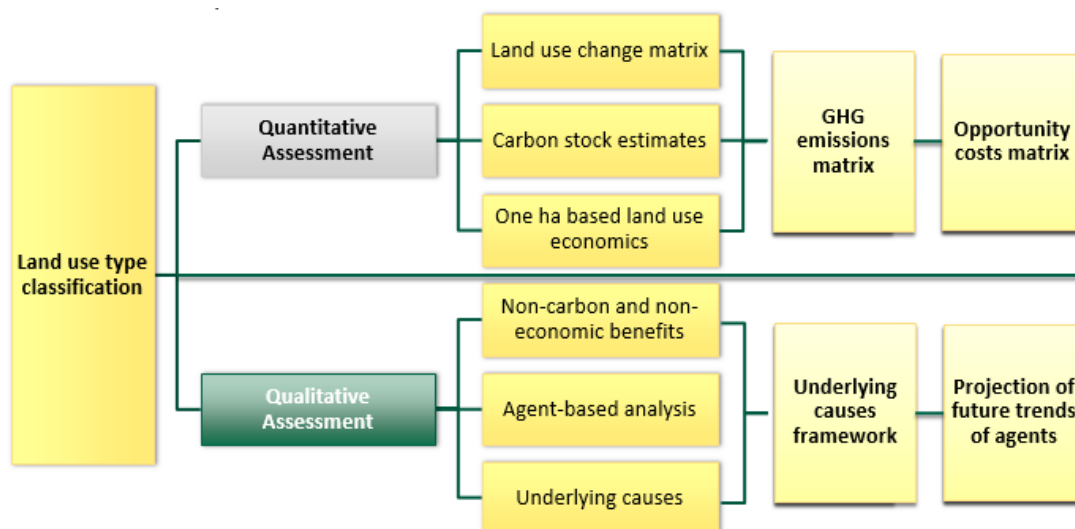 Land use type
classification
Quantitative
Assessment
Land use change matrix
Carbon stock estimates
One ha based land use
economics
GHG
emissions
matrix
Opportunity
costs matrix
Qualitative
Assessment
Non-carbon and non-
economic benefits
Agent-based analysis
Underlying causes
Underlying
causes
framework
Projection of
future trends
of agents